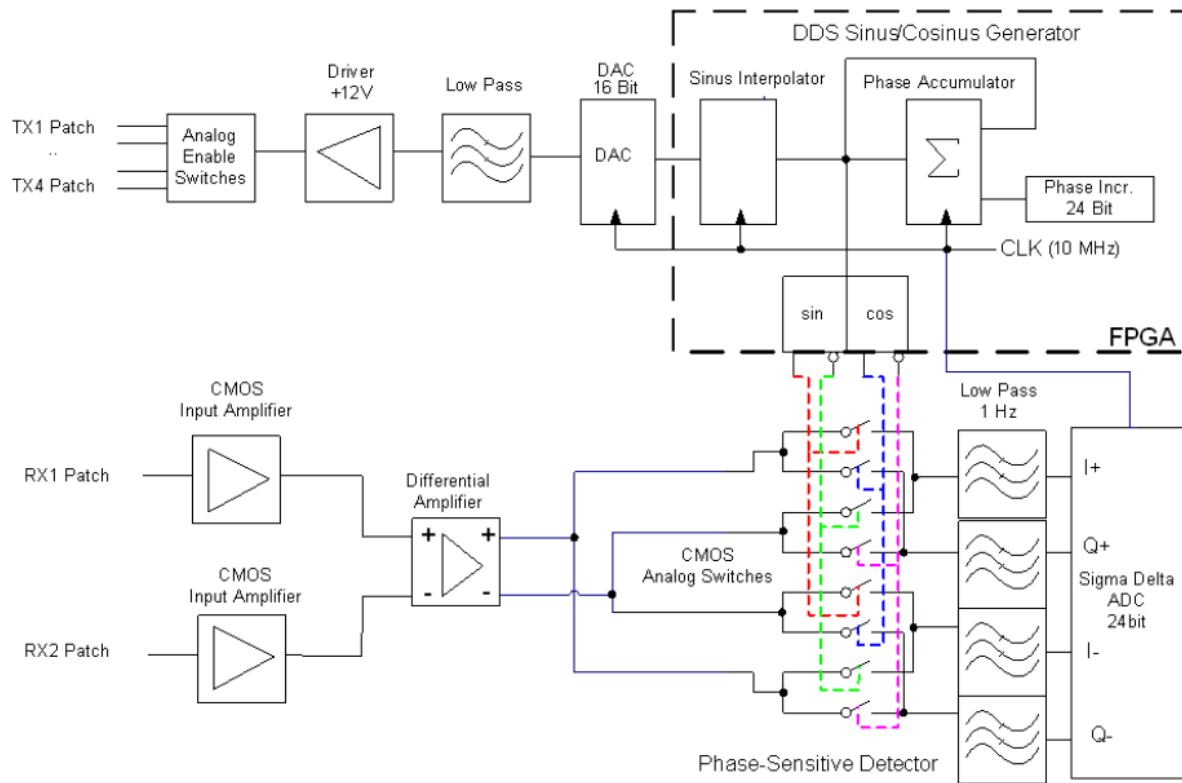 DDS Sinus/Cosinus Generator
Driver
+12V
Low Pass
DAC
16 Bit
Sinus Interpolator
Phase Accumulator
TX1 Patch
..
TX4 Patch
Analog
Enable
Switches
DAC
Σ
Phase Incr.
24 Bit
CLK (10 MHz)
sin
cos
FPGA
CMOS
Input Amplifier
RX1 Patch
Differential
Amplifier
+
+
-
-
CMOS
Analog Switches
CMOS
Input Amplifier
RX2 Patch
Low Pass
1 Hz
I+
Q+
Sigma Delta
ADC
24bit
I-
Q-
Phase-Sensitive Detector